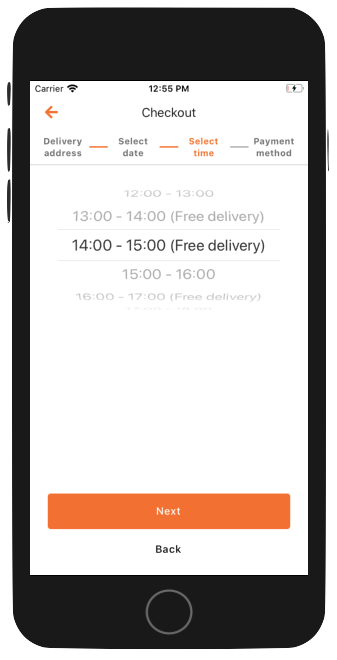 Carrier 12:55 PM
Checkout
Delivery address
Select date
Select time
Payment method
12:00 - 13:00
13:00 - 14:00 (Free delivery)
14:00 - 15:00 (Free delivery)
15:00 - 16:00
16:00 - 17:00 (Free delivery)
Next
Back